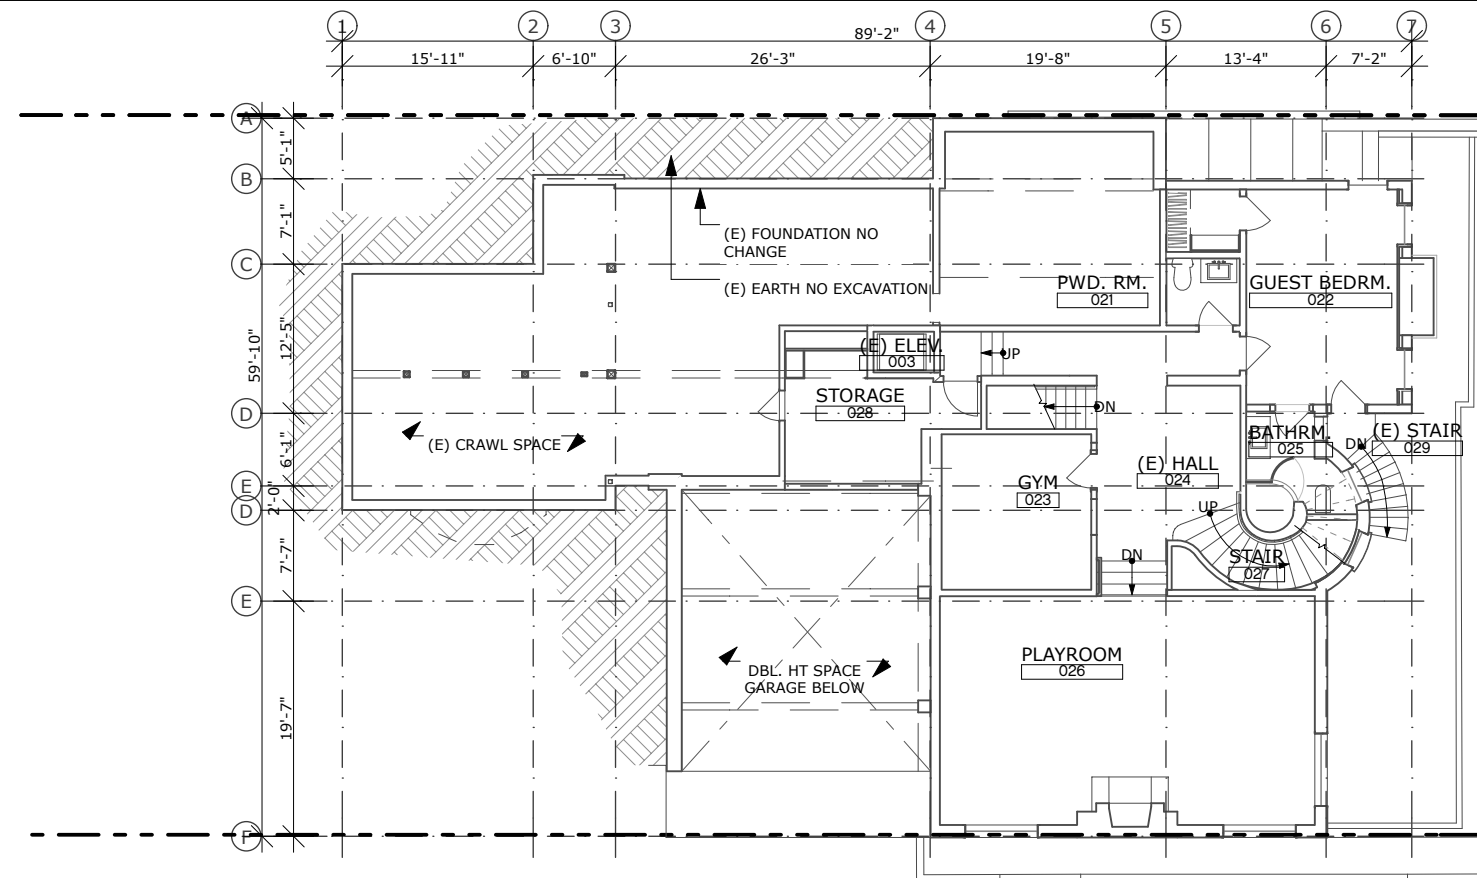 1 2 3 4 5 6 7
89'-2"
15'-11" 6'-10" 26'-3" 19'-8" 13'-4" 7'-2"
A
5'-1"
B
7'-1"
(E) FOUNDATION NO
CHANGE
C
(E) EARTH NO EXCAVATION
PWD. RM.
021
GUEST BEDRM.
022
59'-10"
12'-5"
(E) ELEV.
003
UP
STORAGE
028
D
DN
(E) CRAWL SPACE
6'-1"
BATHRM.
025
DN
(E) STAIR
029
(E) HALL
024
GYM
023
E
2'-0"
D
UP
7'-7"
DN
STAIR
027
E
PLAYROOM
026
DBL. HT SPACE
GARAGE BELOW
19'-7"
F